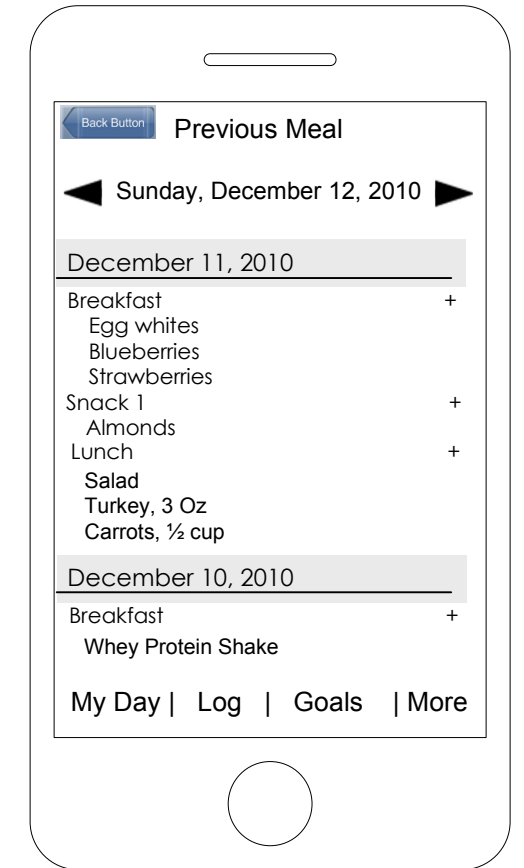 Back Button Previous Meal
Sunday, December 12, 2010
December 11, 2010
Breakfast +
Egg whites
Blueberries
Strawberries
Snack 1 +
Almonds
Lunch +
Salad
Turkey, 3 Oz
Carrots, ½ cup
December 10, 2010
Breakfast +
Whey Protein Shake
My Day | Log | Goals | More